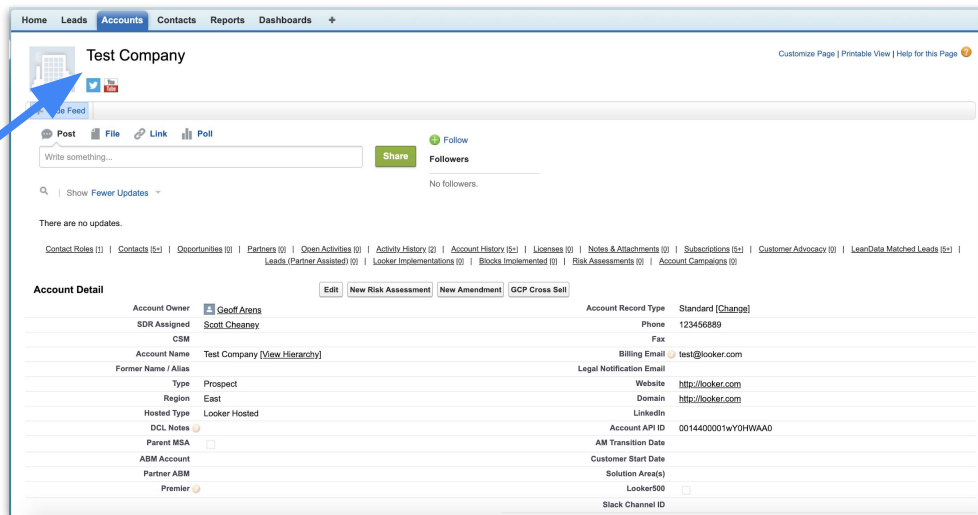 Home Leads Accounts Contacts Reports Dashboards +
Test Company
Customize Page | Printable View | Help for this Page ?
You
Tube
de Feed
Post File Link Poll
Write something...
Share
Follow
Followers
No followers.
Show Fewer Updates
There are no updates.
Contact Roles [1] | Contacts [5+] | Opportunities [0] | Partners [0] | Open Activities [0] | Activity History [2] | Account History [5+] | Licenses [0] | Notes & Attachments [0] | Subscriptions [5+] | Customer Advocacy [0] | LeanData Matched Leads [5+] |
Leads (Partner Assisted) [0] | Looker Implementations [0] | Blocks Implemented [0] | Risk Assessments [0] | Account Campaigns [0]
Account Detail
Edit New Risk Assessment New Amendment GCP Cross Sell
Account Owner Geoff Arens Account Record Type Standard [Change]
SDR Assigned Scott Cheaney Phone 123456889
CSM Fax
Account Name Test Company [View Hierarchy] Billing Email test@looker.com
Former Name / Alias Legal Notification Email
Type Prospect Website http://looker.com
Region East Domain http://looker.com
Hosted Type Looker Hosted LinkedIn
DCL Notes Account API ID 0014400001wY0HWAA0
Parent MSA AM Transition Date
ABM Account Customer Start Date
Partner ABM Solution Area(s)
Premier Looker500
Slack Channel ID